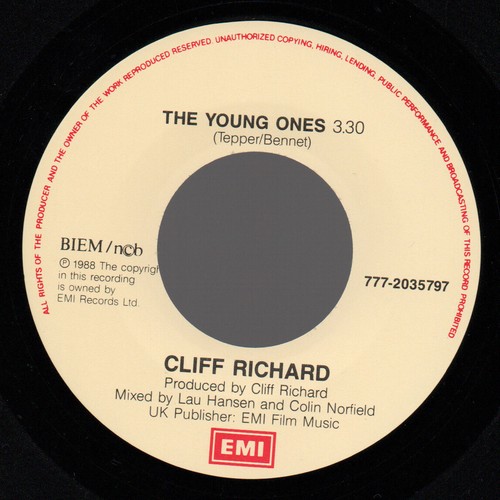 ALL RIGHTS OF THE PRODUCER AND THE OWNER OF THE WORK REPRODUCED RESERVED. UNAUTHORIZED COPYING, HIRING, LENDING, PUBLIC PERFORMANCE AND BROADCASTING OF THIS RECORD PROHIBITED
THE YOUNG ONES 3.30
(Tepper/Bennet)
BIEM/n©b
℗ 1988 The copyrigh
in this recording
is owned by
EMI Records Ltd.
777-2035797
CLIFF RICHARD
Produced by Cliff Richard
Mixed by Lau Hansen and Colin Norfield
UK Publisher: EMI Film Music
EMI